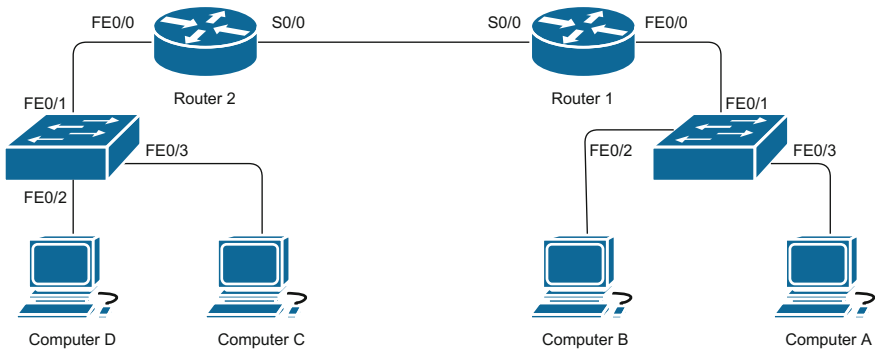 FE0/0
S0/0
S0/0
FE0/0
Router 2
Router 1
FE0/1
FE0/1
FE0/3
FE0/2
FE0/3
FE0/2
Computer D
Computer C
Computer B
Computer A